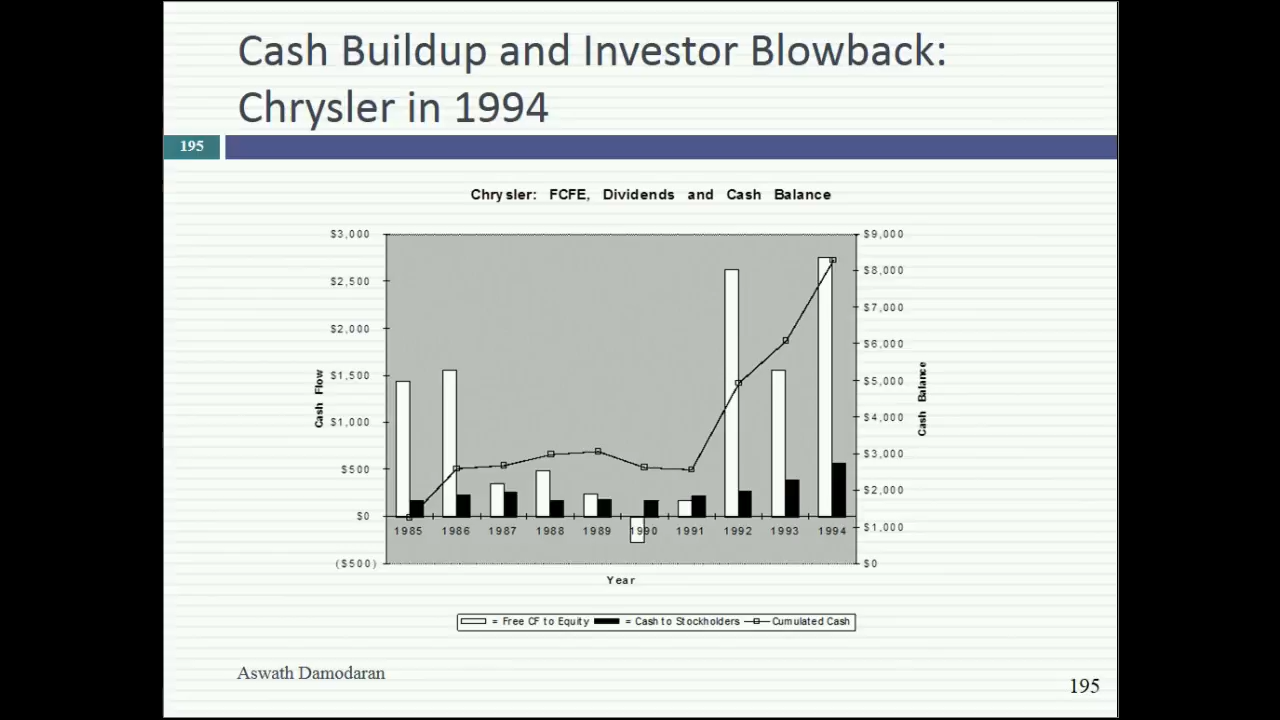 Cash Buildup and Investor Blowback:
Chrysler in 1994
195
Chrysler: FCFE, Dividends and Cash Balance
$3,000
$2,500
$2,000
$1,500
$1,000
$500
$0
($500)
Cash Flow
$9,000
$8,000
$7,000
$6,000
$5,000
$4,000
$3,000
$2,000
$1,000
$0
Cash Balance
1985 1986 1987 1988 1989 1990 1991 1992 1993 1994
Year
= Free CF to Equity = Cash to Stockholders Cumulated Cash
Aswath Damodaran
195